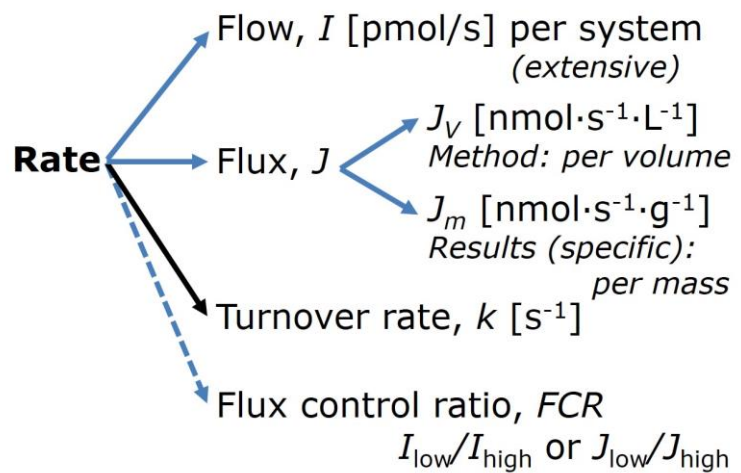 Flow, I [pmol/s] per system
(extensive)
Rate
Flux, J
J_V [nmol·s⁻¹·L⁻¹]
Method: per volume
J_m [nmol·s⁻¹·g⁻¹]
Results (specific):
per mass
Turnover rate, k [s⁻¹]
Flux control ratio, FCR
I_low/I_high or J_low/J_high